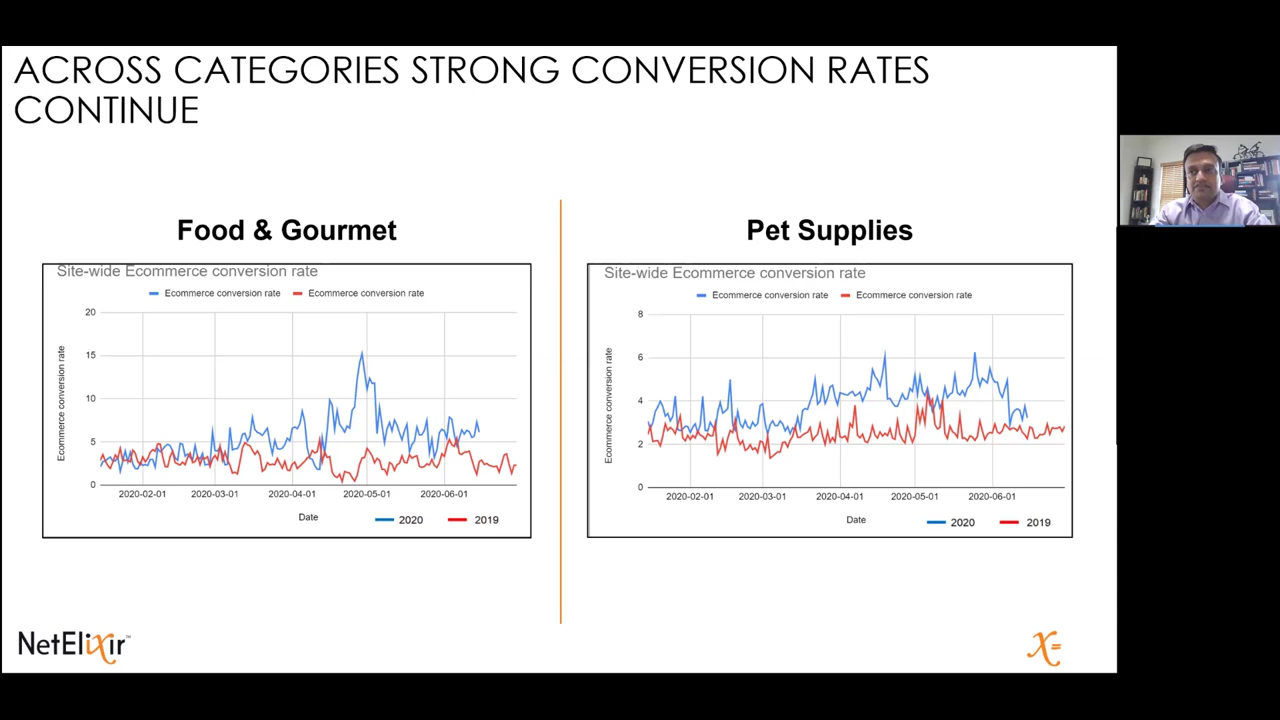 ACROSS CATEGORIES STRONG CONVERSION RATES
CONTINUE
Food & Gourmet
Site-wide Ecommerce conversion rate
Ecommerce conversion rate Ecommerce conversion rate
Ecommerce conversion rate
20
15
10
5
0
2020-02-01 2020-03-01 2020-04-01 2020-05-01 2020-06-01
Date
2020 2019
Pet Supplies
Site-wide Ecommerce conversion rate
Ecommerce conversion rate Ecommerce conversion rate
Ecommerce conversion rate
8
6
4
2
0
2020-02-01 2020-03-01 2020-04-01 2020-05-01 2020-06-01
Date
2020 2019
NetElixir™
X=